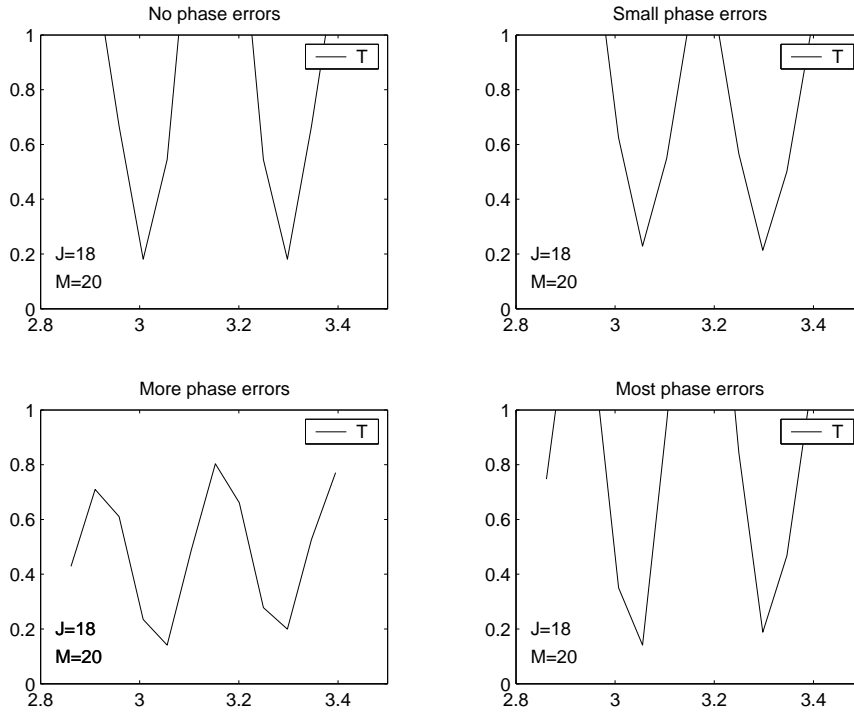 No phase errors
1
0.8
0.6
0.4
0.2
0
T
J=18
M=20
2.8 3 3.2 3.4
Small phase errors
1
0.8
0.6
0.4
0.2
0
T
J=18
M=20
2.8 3 3.2 3.4
More phase errors
1
0.8
0.6
0.4
0.2
0
T
J=18
M=20
2.8 3 3.2 3.4
Most phase errors
1
0.8
0.6
0.4
0.2
0
T
J=18
M=20
2.8 3 3.2 3.4